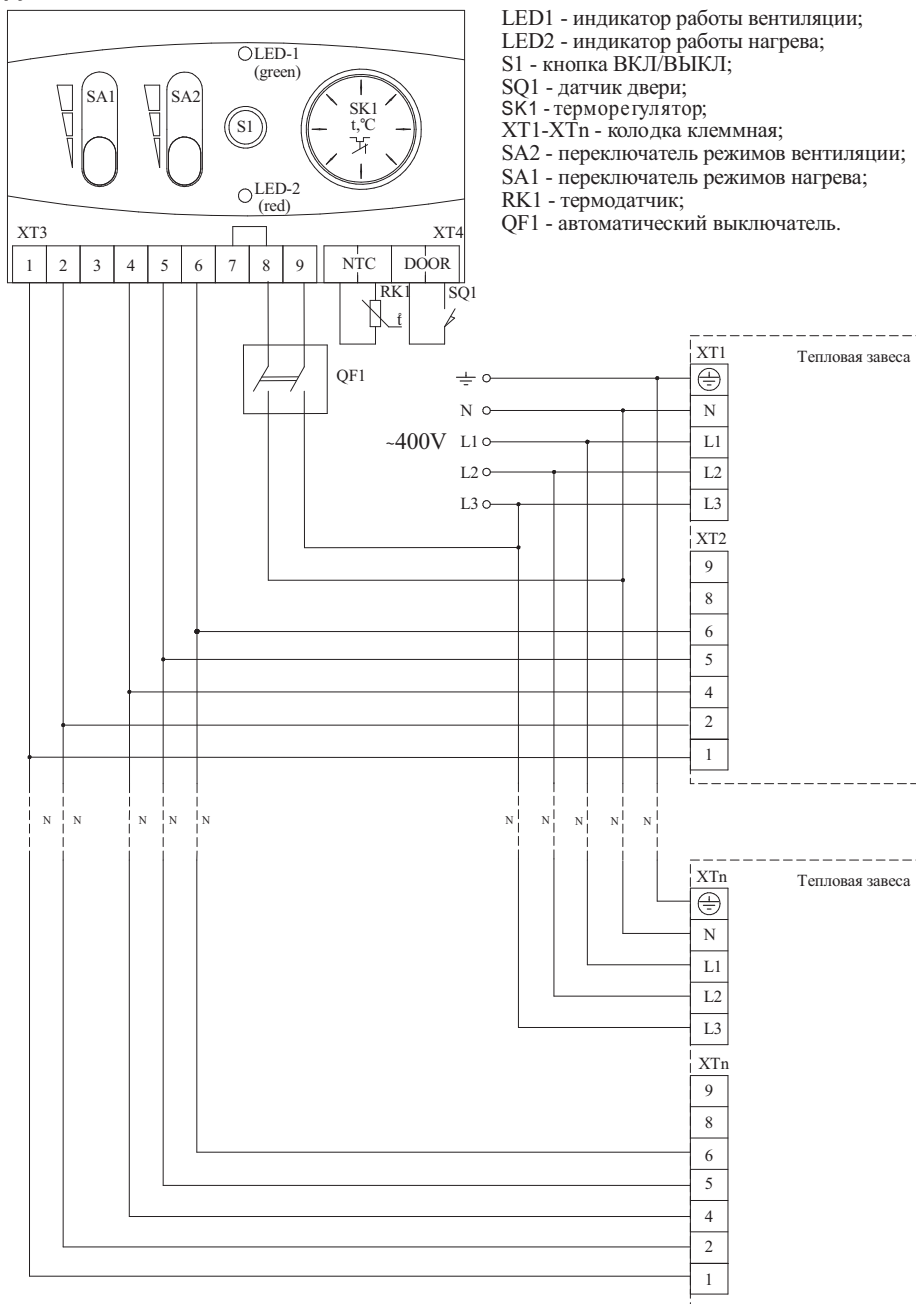 LED1 - индикатор работы вентиляции;
LED2 - индикатор работы нагрева;
S1 - кнопка ВКЛ/ВЫКЛ;
SQ1 - датчик двери;
SK1 - терморегулятор;
XT1-XTn - колодка клеммная;
SA2 - переключатель режимов вентиляции;
SA1 - переключатель режимов нагрева;
RK1 - термодатчик;
QF1 - автоматический выключатель.
LED-1
(green)
SA1
SA2
S1
SK1
t,°C
LED-2
(red)
XT3
XT4
1 2 3 4 5 6 7 8 9 NTC DOOR
RK1
SQ1
t
QF1
XT1
Тепловая завеса
N N
~400V L1 L1
L2 L2
L3 L3
XT2
9
8
6
5
4
2
1
N N N N N N N N N N
XTn
Тепловая завеса
N
L1
L2
L3
XTn
9
8
6
5
4
2
1